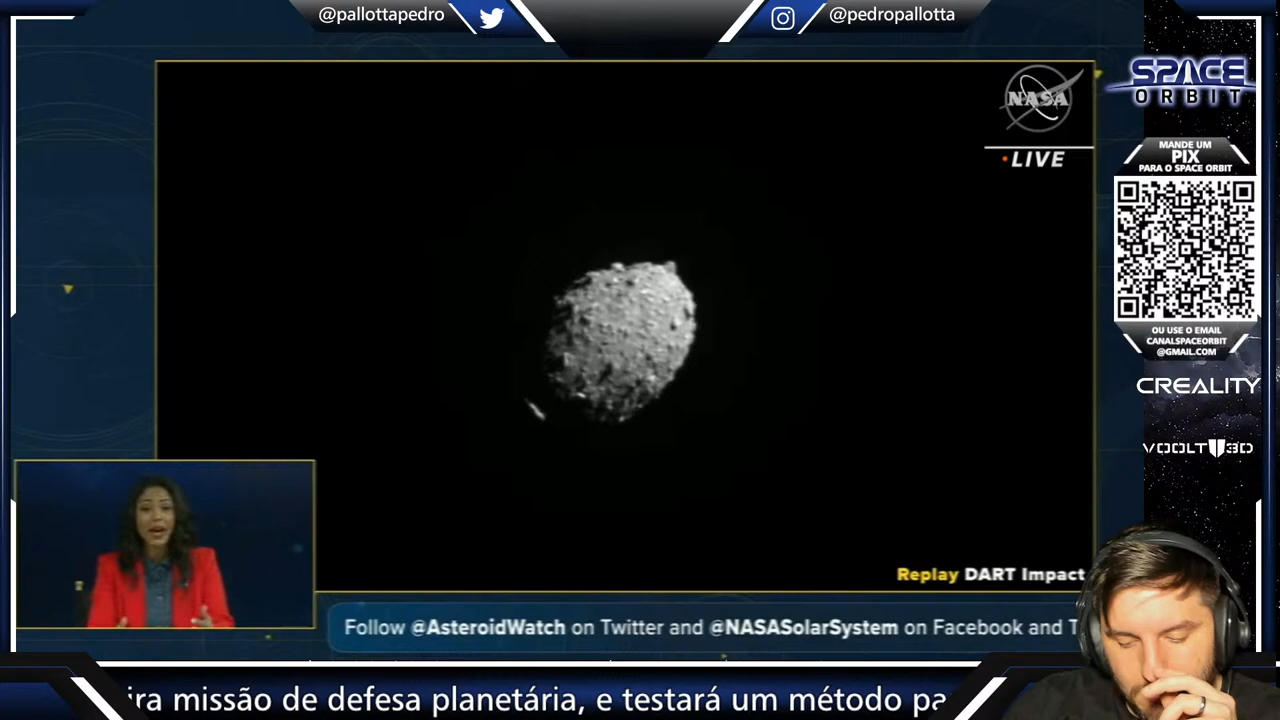 @pallottapedro
@pedropallotta
NASA
LIVE
SPACE
ORBIT
MANDE UM
PIX
PARA O SPACE ORBIT
OU USE O EMAIL
CANALSPACEORBIT
@GMAIL.COM
CREALITY
VOOLT 3D
Replay DART Impact
Follow @AsteroidWatch on Twitter and @NASASolarSystem on Facebook and T
ira missão de defesa planetária, e testará um método pa